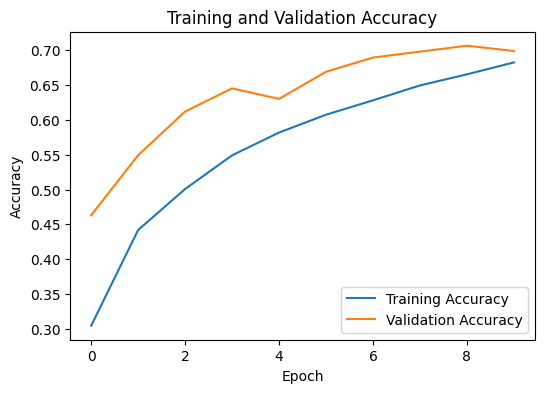 Training and Validation Accuracy
0.70
0.65
0.60
0.55
0.50
0.45
0.40
0.35
0.30
Accuracy
Training Accuracy
Validation Accuracy
0 2 4 6 8
Epoch